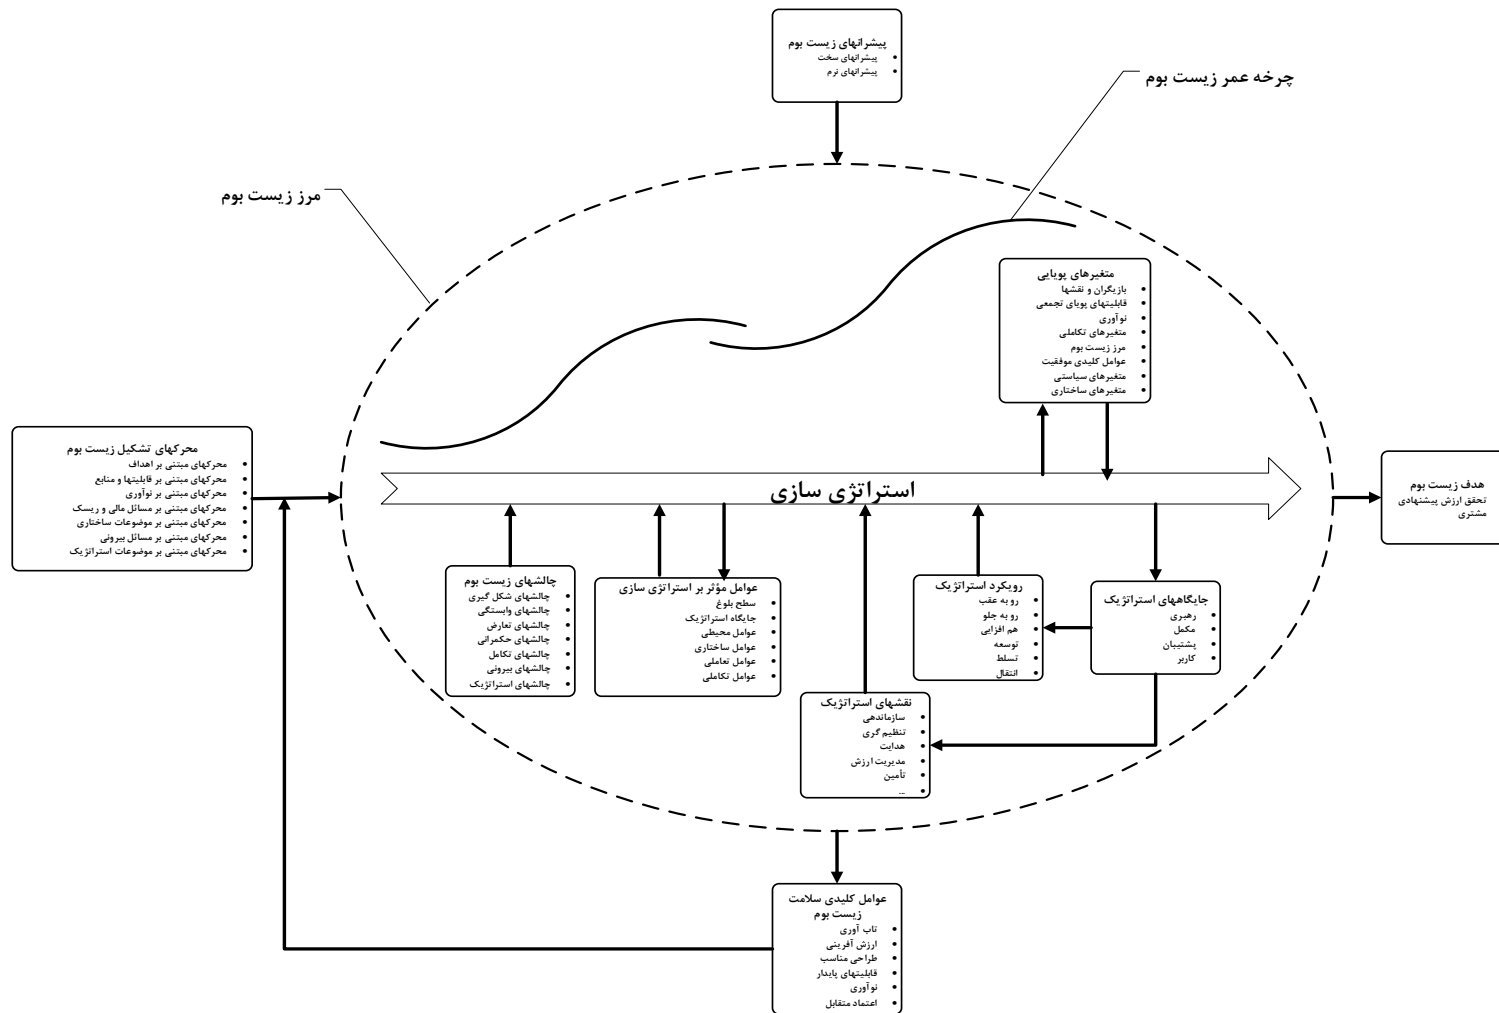 پیشرانهای زیست بوم
پیشرانهای سخت
پیشرانهای نرم
چرخه عمر زیست بوم
مرز زیست بوم
متغیرهای پویایی
بازیگران و نقشها
قابلیتهای پویای تجمعی
نوآوری
متغیرهای تکاملی
مرز زیست بوم
عوامل کلیدی موفقیت
متغیرهای سیاستی
متغیرهای ساختاری
محرکهای تشکیل زیست بوم
محرکهای مبتنی بر اهداف
محرکهای مبتنی بر قابلیتها و منابع
محرکهای مبتنی بر نوآوری
محرکهای مبتنی بر مسائل مالی و ریسک
محرکهای مبتنی بر موضوعات ساختاری
محرکهای مبتنی بر مسائل بیرونی
محرکهای مبتنی بر موضوعات استراتژیک
استراتژی سازی
هدف زیست بوم
تحقق ارزش پیشنهادی
مشتری
چالشهای زیست بوم
چالشهای شکل گیری
چالشهای وابستگی
چالشهای تعارض
چالشهای حکمرانی
چالشهای تکامل
چالشهای بیرونی
چالشهای استراتژیک
عوامل مؤثر بر استراتژی سازی
سطح بلوغ
جایگاه استراتژیک
عوامل محیطی
عوامل ساختاری
عوامل تعاملی
عوامل تکاملی
رویکرد استراتژیک
رو به عقب
رو به جلو
هم افزایی
توسعه
تسلط
انتقال
جایگاههای استراتژیک
رهبری
مکمل
پشتیبان
کاربر
نقشهای استراتژیک
سازماندهی
تنظیم گری
هدایت
مدیریت ارزش
تأمین
...
عوامل کلیدی سلامت
زیست بوم
تاب آوری
ارزش آفرینی
طراحی مناسب
قابلیتهای پایدار
نوآوری
اعتماد متقابل